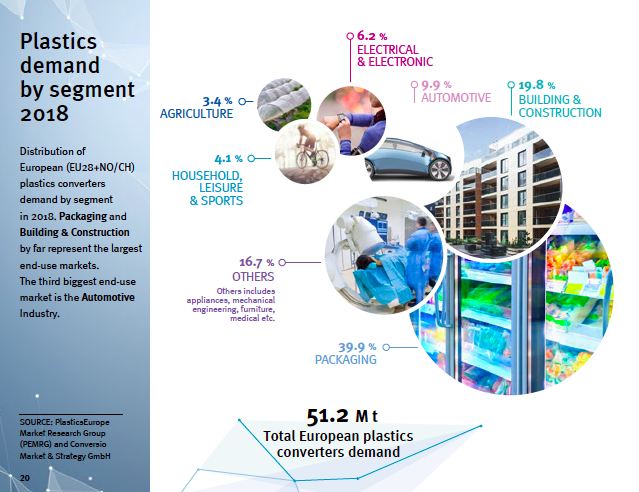 Plastics
demand
by segment
2018
Distribution of
European (EU28+NO/CH)
plastics converters
demand by segment
in 2018. Packaging and
Building & Construction
by far represent the largest
end-use markets.
The third biggest end-use
market is the Automotive
Industry.
SOURCE: PlasticsEurope
Market Research Group
(PEMRG) and Conversio
Market & Strategy GmbH
20
6.2 %
ELECTRICAL
& ELECTRONIC
9.9 %
AUTOMOTIVE
19.8 %
BUILDING &
CONSTRUCTION
3.4 %
AGRICULTURE
4.1 %
HOUSEHOLD,
LEISURE
& SPORTS
16.7 %
OTHERS
Others includes
appliances, mechanical
engineering, furniture,
medical etc.
39.9 %
PACKAGING
51.2 M t
Total European plastics
converters demand